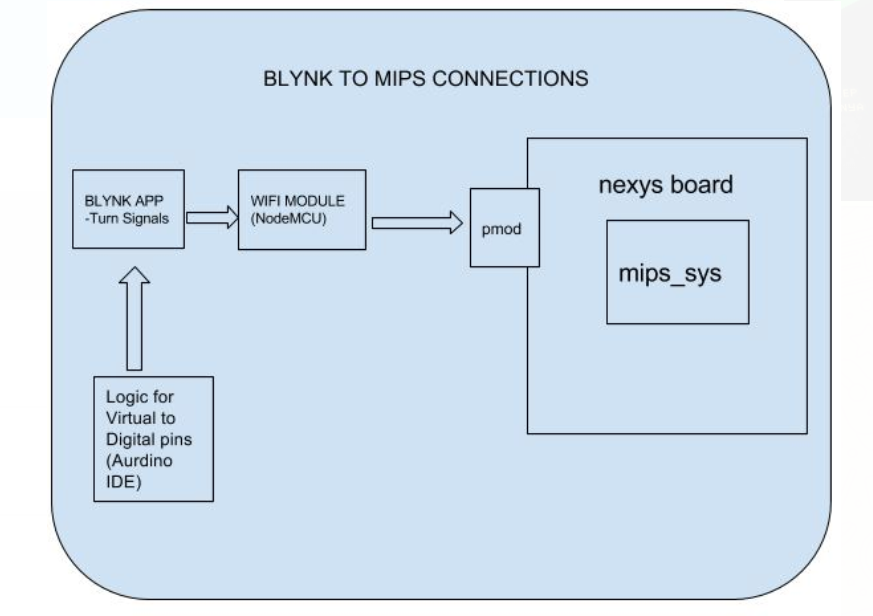 BLYNK TO MIPS CONNECTIONS
BLYNK APP
-Turn Signals
WIFI MODULE
(NodeMCU)
pmod
nexys board
mips_sys
Logic for
Virtual to
Digital pins
(Aurdino
IDE)